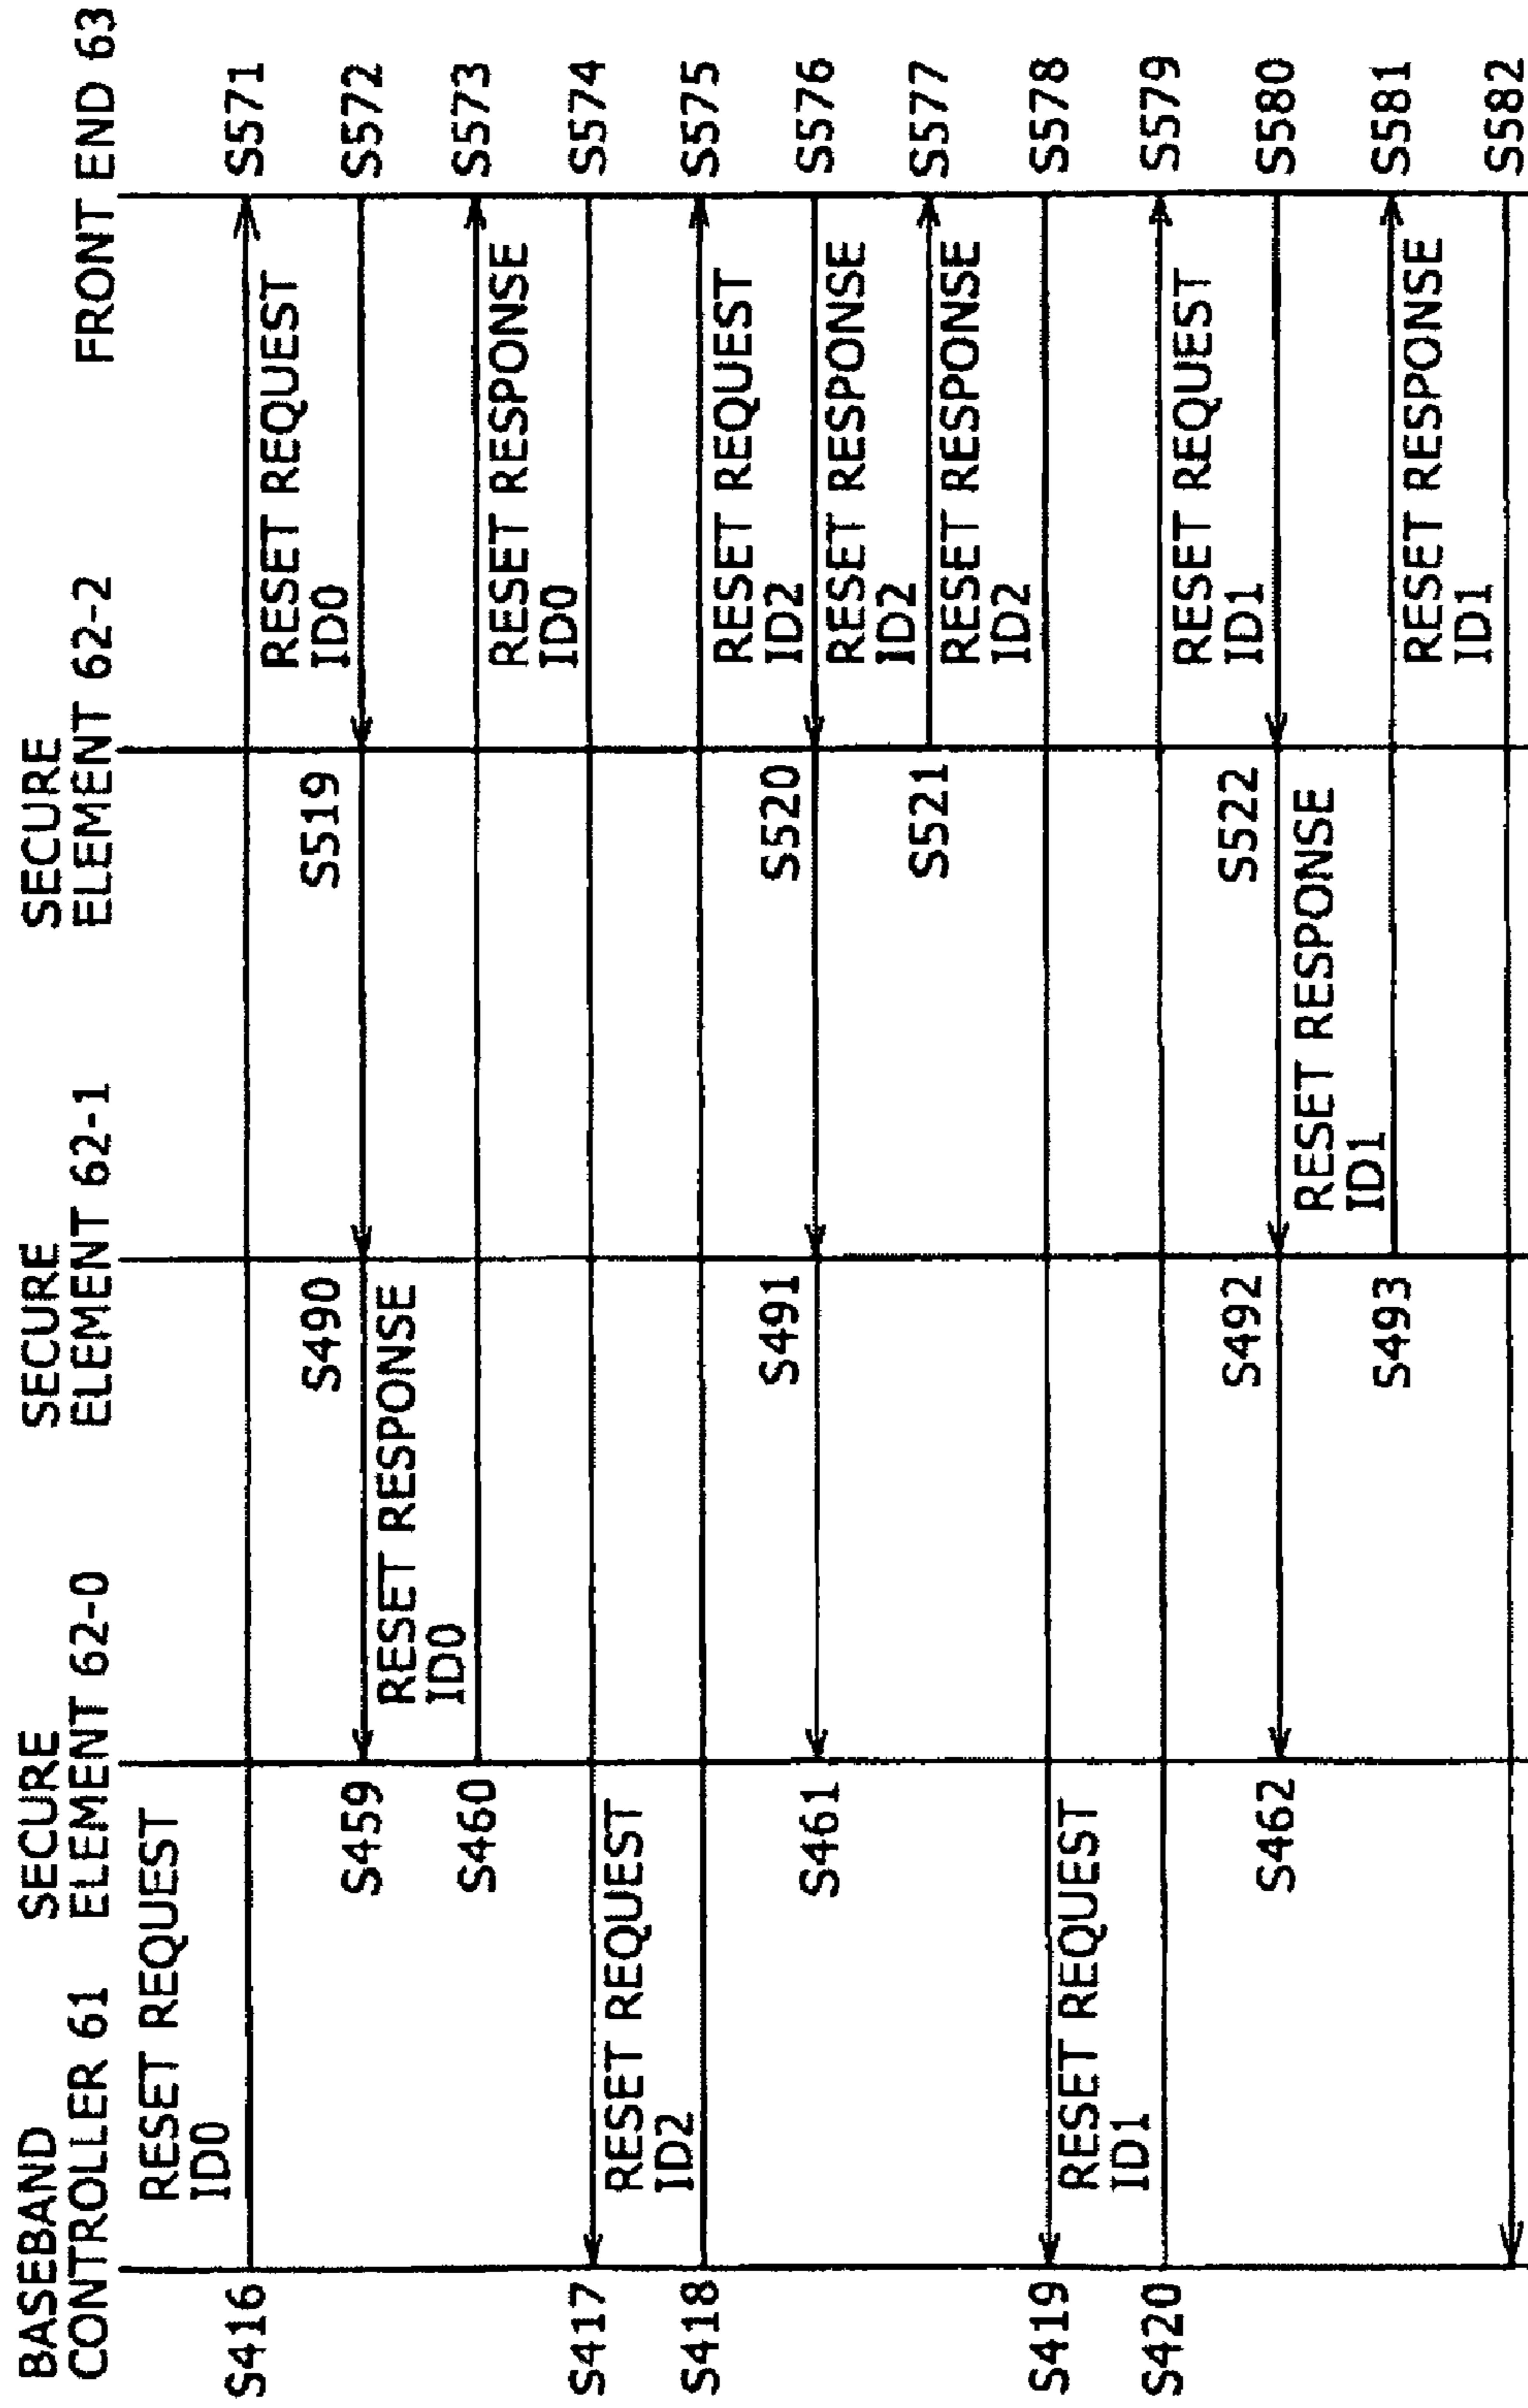 BASEBAND
CONTROLLER 61
SECURE
ELEMENT 62-0
SECURE
ELEMENT 62-1
SECURE
ELEMENT 62-2
FRONT END 63
RESET REQUEST
ID0
S416
S571
RESET REQUEST
ID0
S459
S490
S519
S572
RESET RESPONSE
ID0
S460
S573
RESET RESPONSE
ID0
S417
S574
RESET REQUEST
ID2
S418
S575
RESET REQUEST
ID2
S461
S491
S520
S576
RESET RESPONSE
ID2
S521
S577
RESET RESPONSE
ID2
S419
S578
RESET REQUEST
ID1
S420
S579
RESET REQUEST
ID1
S462
S492
S522
S580
RESET RESPONSE
ID1
S493
S581
RESET RESPONSE
ID1
S582